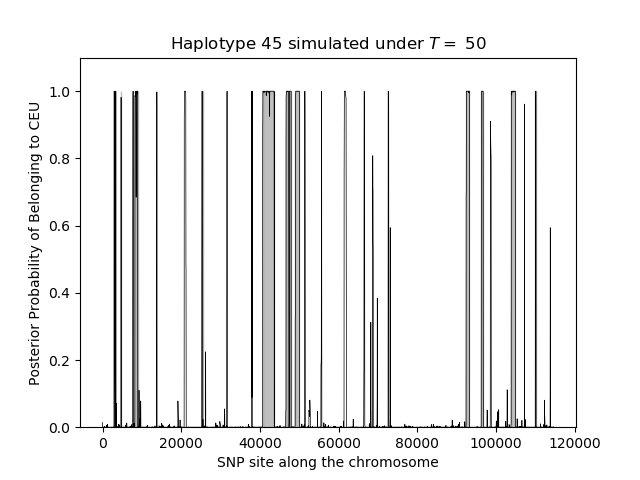 Haplotype 45 simulated under T = 50
Posterior Probability of Belonging to CEU
1.0
0.8
0.6
0.4
0.2
0.0
0 20000 40000 60000 80000 100000 120000
SNP site along the chromosome